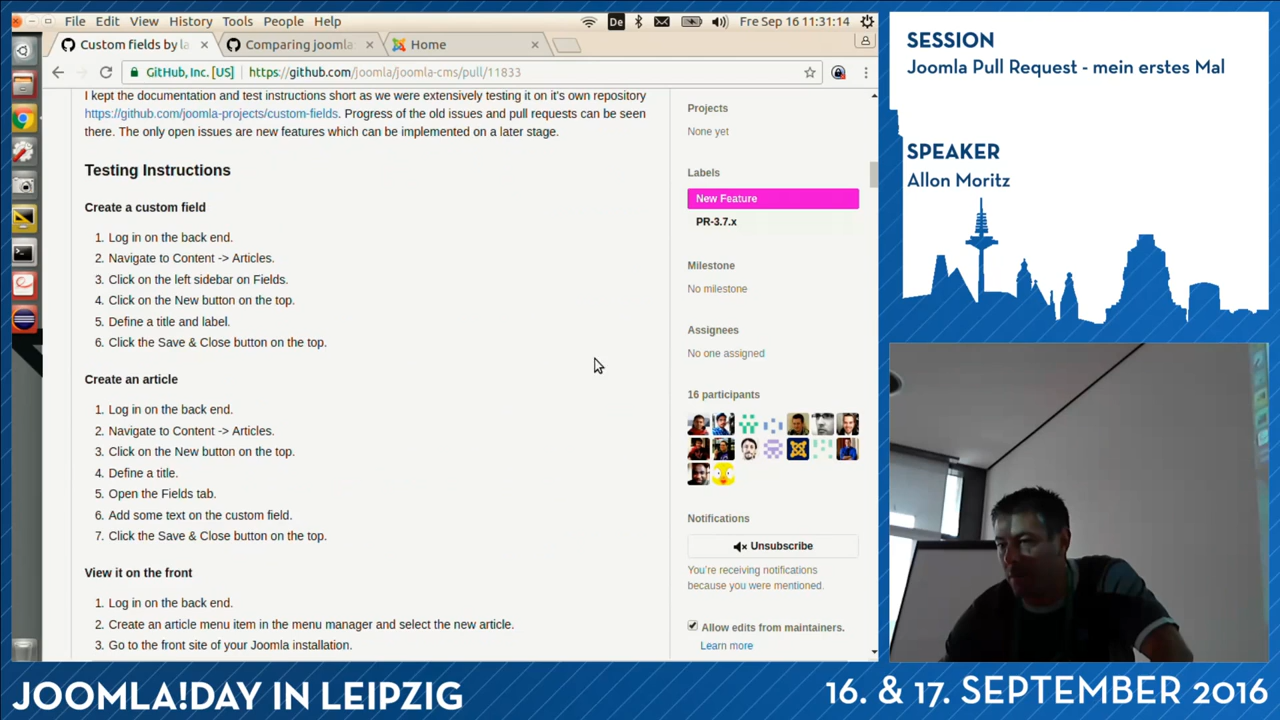 File Edit View History Tools People Help
De
Fri Sep 16 11:31:14
Custom fields by la
Comparing joomla
Home
GitHub, Inc. [US]
https://github.com/joomla/joomla-cms/pull/11833
I kept the documentation and test instructions short as we were extensively testing it on it's own repository
https://github.com/joomla-projects/custom-fields. Progress of the old issues and pull requests can be seen
there. The only open issues are new features which can be implemented on a later stage.
Testing Instructions
Create a custom field
1. Log in on the back end.
2. Navigate to Content -> Articles.
3. Click on the left sidebar on Fields.
4. Click on the New button on the top.
5. Define a title and label.
6. Click the Save & Close button on the top.
Create an article
1. Log in on the back end.
2. Navigate to Content -> Articles.
3. Click on the New button on the top.
4. Define a title.
5. Open the Fields tab.
6. Add some text on the custom field.
7. Click the Save & Close button on the top.
View it on the front
1. Log in on the back end.
2. Create an article menu item in the menu manager and select the new article.
3. Go to the front site of your Joomla installation.
Projects
None yet
Labels
New Feature
PR-3.7.x
Milestone
No milestone
Assignees
No one assigned
16 participants
Notifications
Unsubscribe
You're receiving notifications
because you were mentioned.
Allow edits from maintainers.
Learn more
SESSION
Joomla Pull Request - mein erstes Mal
SPEAKER
Allon Moritz
JOOMLA!DAY IN LEIPZIG
16. & 17. SEPTEMBER 2016